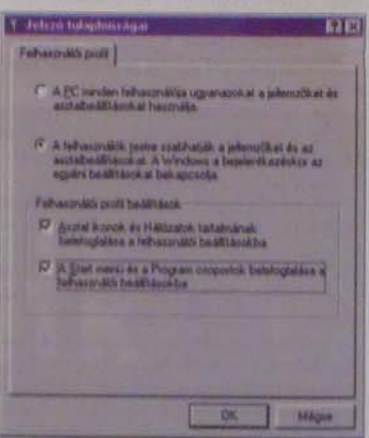 Jelszó tulajdonságai
Felhasználói profil
A PC minden felhasználója ugyanazokat a jellemzőket és
asztalbeállításokat használja.
A felhasználók testre szabhatják a jellemzőket és az
asztalbeállításokat. A Windows a bejelentkezéskor az
egyéni beállításokat bekapcsolja.
Felhasználói profil beállítások
Asztal ikonok és Hálózatok tartalmának
belefoglalása a felhasználói beállításokba
A Start menü és a Program csoportok belefoglalása a
felhasználói beállításokba
OK
Mégse